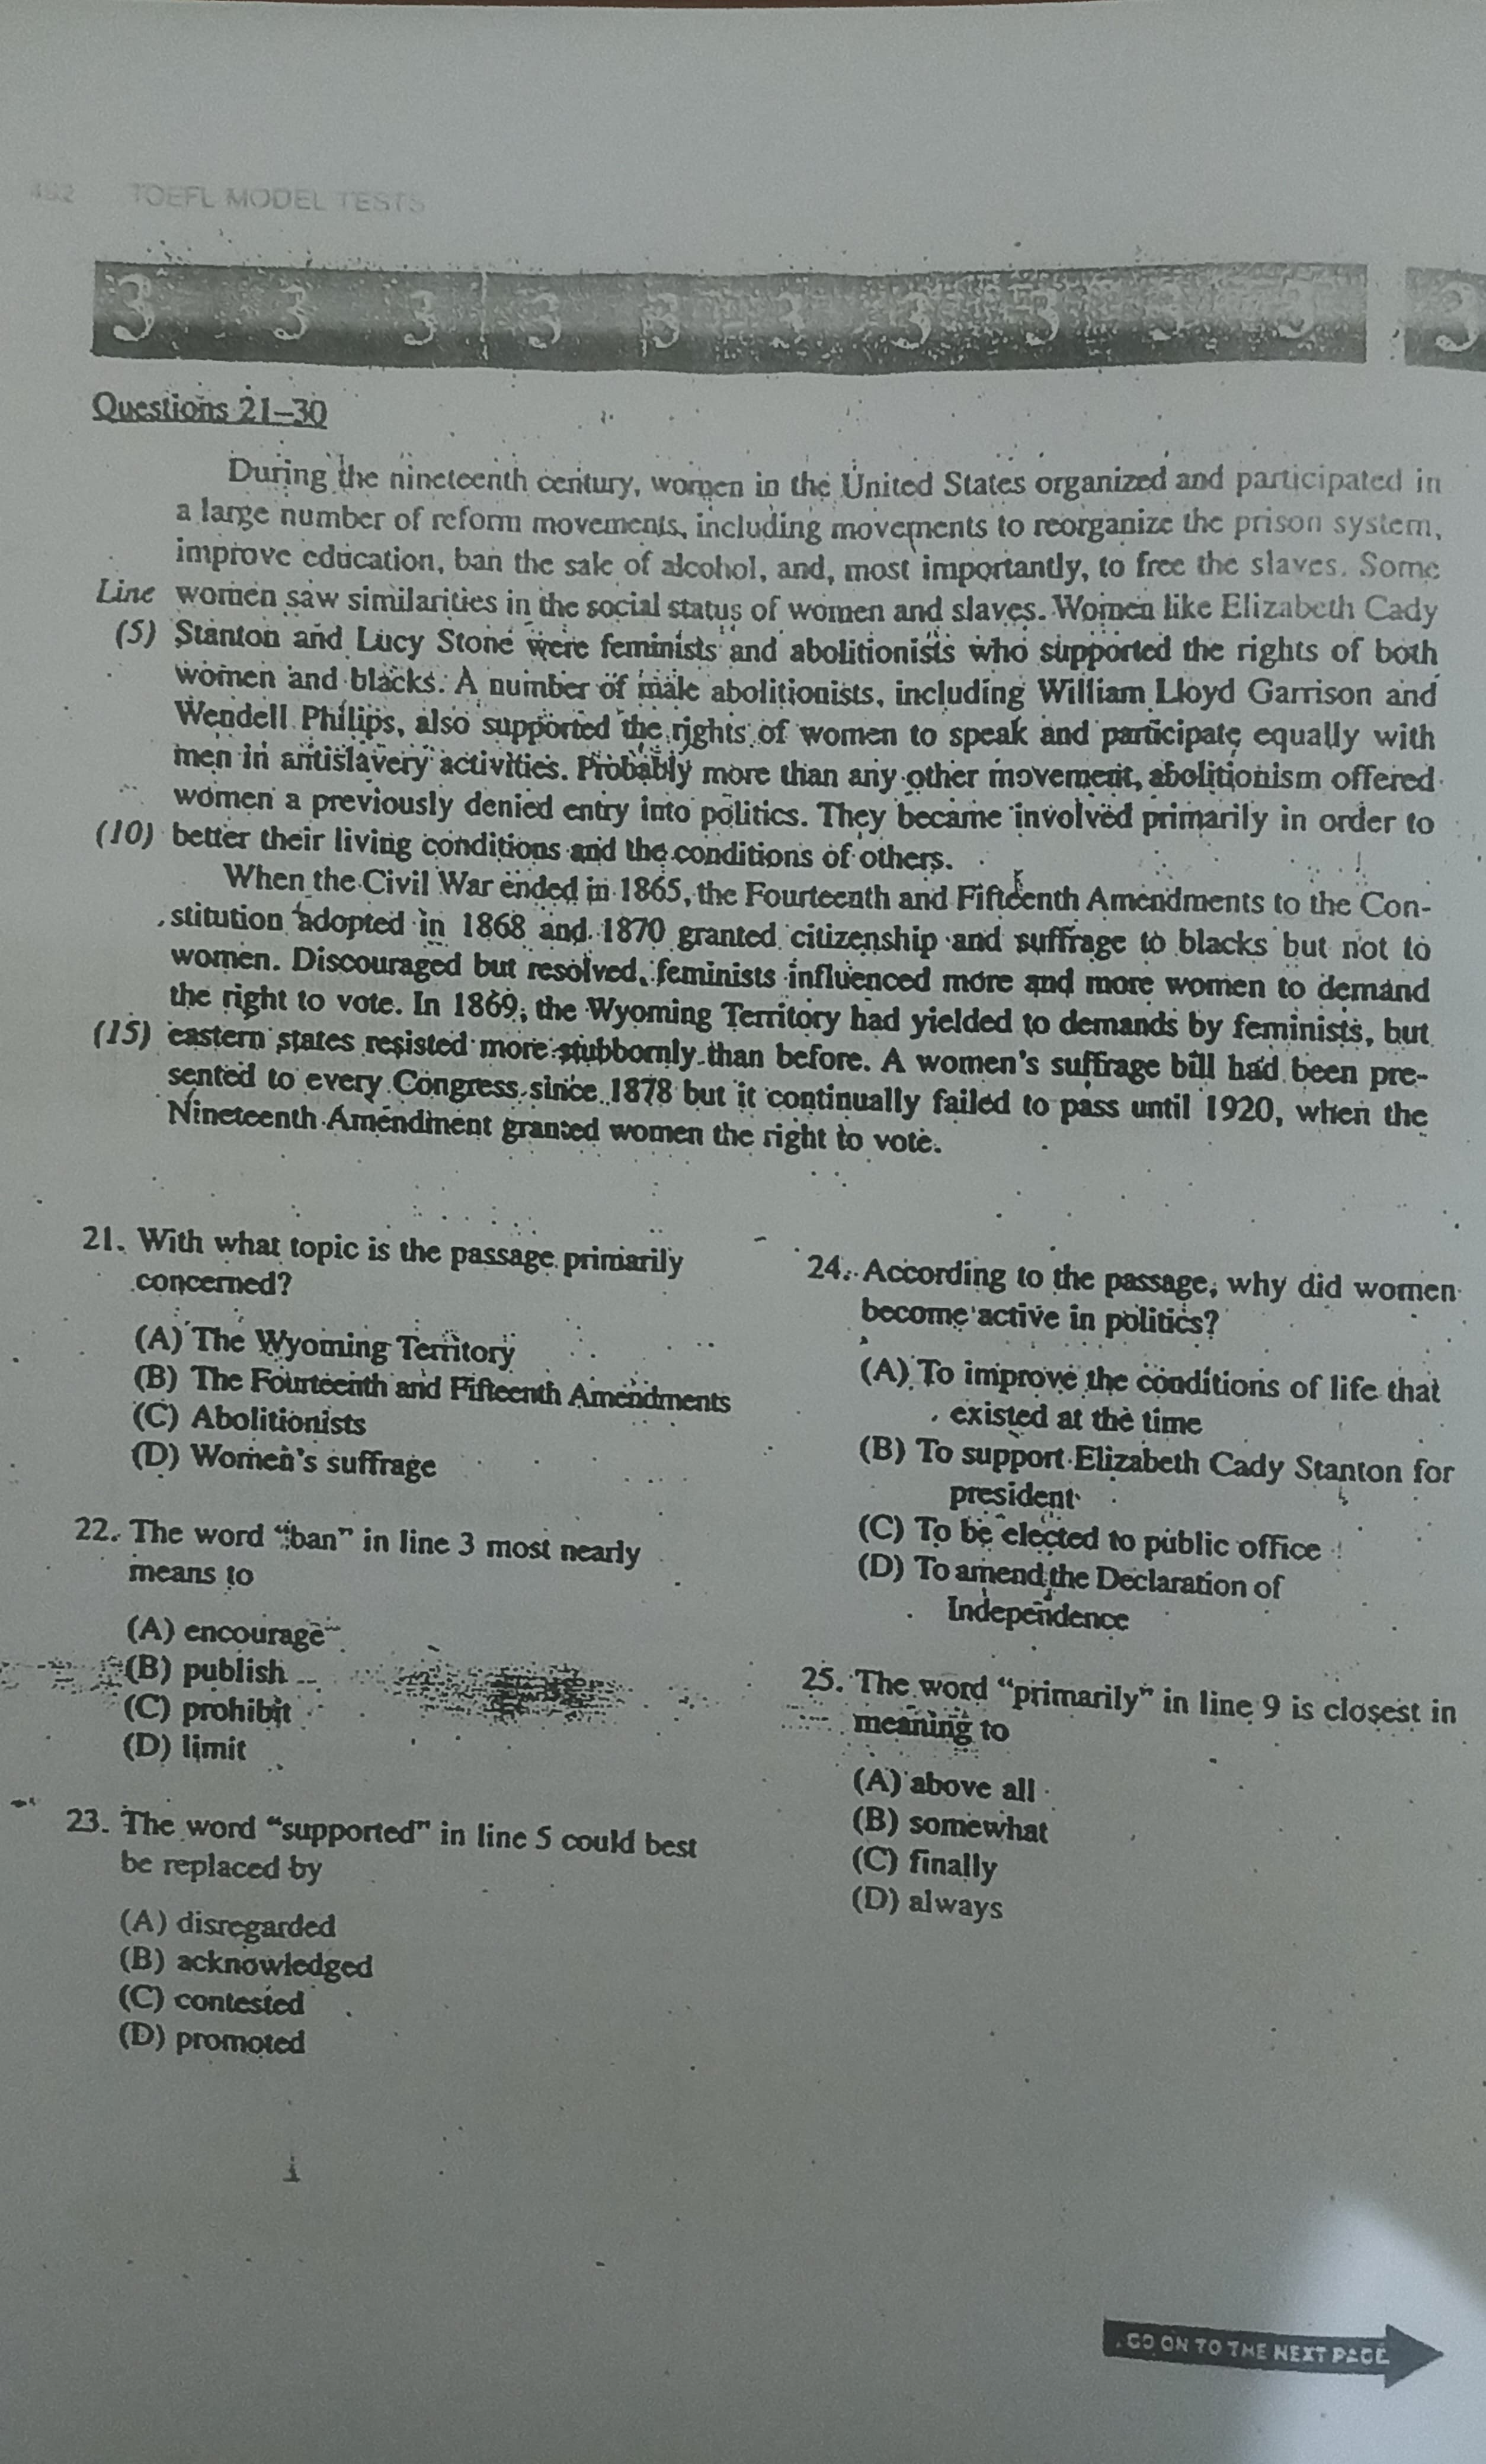 492 TOEFL MODEL TESTS
3 3 3 3 3 3 3 3 3 3 3
Questions 21–30
During the nineteenth century, women in the United States organized and participated in
a large number of reform movements, including movements to reorganize the prison system,
improve education, ban the sale of alcohol, and, most importantly, to free the slaves. Some
Line women saw similarities in the social status of women and slaves. Women like Elizabeth Cady
(5) Stanton and Lucy Stone were feminists and abolitionists who supported the rights of both
women and blacks. A number of male abolitionists, including William Lloyd Garrison and
Wendell Philips, also supported the rights of women to speak and participate equally with
men in antislavery activities. Probably more than any other movement, abolitionism offered
women a previously denied entry into politics. They became involved primarily in order to
(10) better their living conditions and the conditions of others.
When the Civil War ended in 1865, the Fourteenth and Fifteenth Amendments to the Con-
stitution adopted in 1868 and 1870 granted citizenship and suffrage to blacks but not to
women. Discouraged but resolved, feminists influenced more and more women to demand
the right to vote. In 1869, the Wyoming Territory had yielded to demands by feminists, but
(15) eastern states resisted more stubbornly than before. A women's suffrage bill had been pre-
sented to every Congress since 1878 but it continually failed to pass until 1920, when the
Nineteenth Amendment granted women the right to vote.
21. With what topic is the passage primarily
concerned?
(A) The Wyoming Territory
(B) The Fourteenth and Fifteenth Amendments
(C) Abolitionists
(D) Women's suffrage
22. The word "ban" in line 3 most nearly
means to
(A) encourage
(B) publish
(C) prohibit
(D) limit
23. The word "supported" in line 5 could best
be replaced by
(A) disregarded
(B) acknowledged
(C) contested
(D) promoted
24. According to the passage, why did women
become active in politics?
(A) To improve the conditions of life that
existed at the time
(B) To support Elizabeth Cady Stanton for
president
(C) To be elected to public office
(D) To amend the Declaration of
Independence
25. The word "primarily" in line 9 is closest in
meaning to
(A) above all
(B) somewhat
(C) finally
(D) always
GO ON TO THE NEXT PAGE